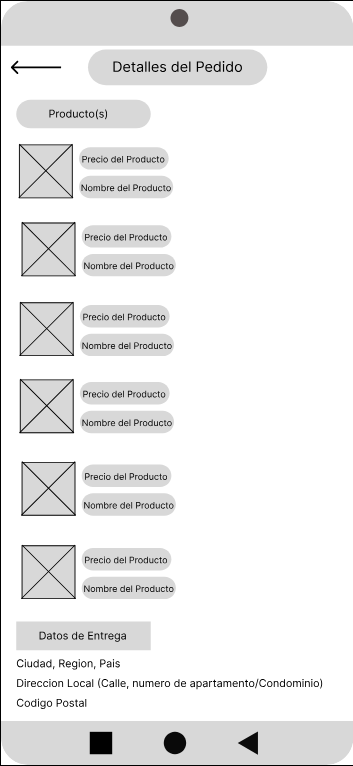 Detalles del Pedido
Producto(s)
Precio del Producto
Nombre del Producto
Precio del Producto
Nombre del Producto
Precio del Producto
Nombre del Producto
Precio del Producto
Nombre del Producto
Precio del Producto
Nombre del Producto
Precio del Producto
Nombre del Producto
Datos de Entrega
Ciudad, Region, Pais
Direccion Local (Calle, numero de apartamento/Condominio)
Codigo Postal